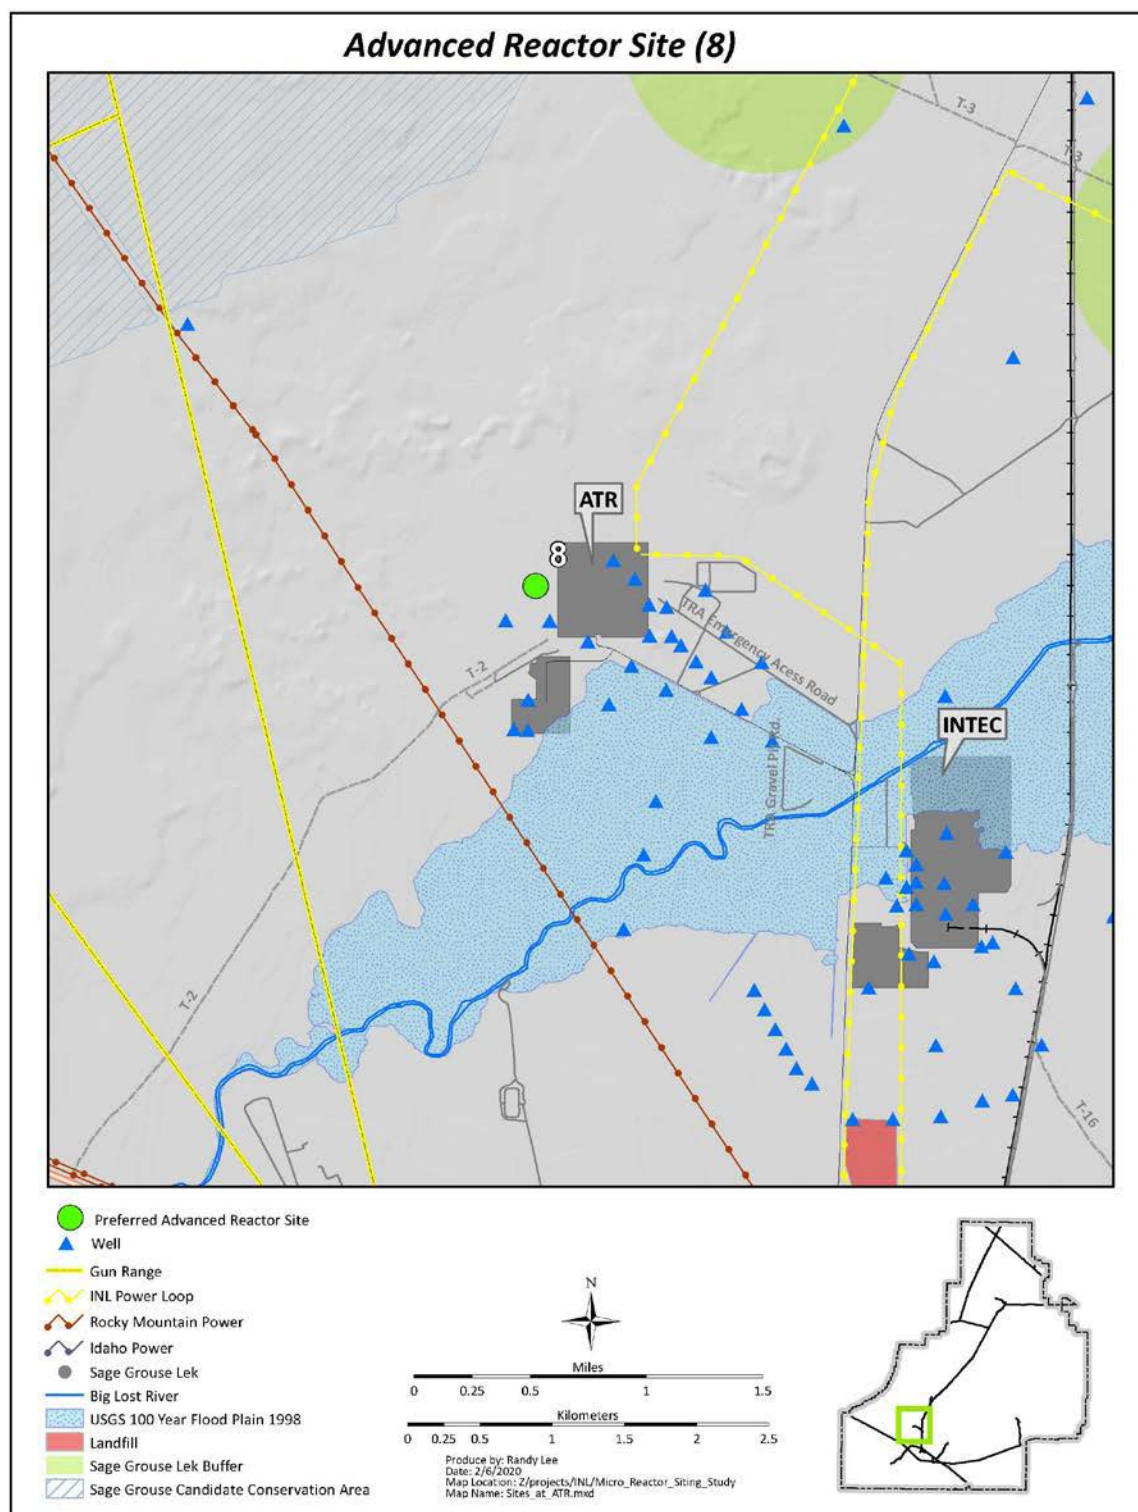 Advanced Reactor Site (8)
T-3
T-3
ATR
8
TRA Emergency Acess Road
T-2
INTEC
TRA Gravel Pit Rd.
T-2
T-16
Preferred Advanced Reactor Site
Well
Gun Range
INL Power Loop
Rocky Mountain Power
Idaho Power
Sage Grouse Lek
Big Lost River
USGS 100 Year Flood Plain 1998
Landfill
Sage Grouse Lek Buffer
Sage Grouse Candidate Conservation Area
N
Miles
0 0.25 0.5 1 1.5
Kilometers
0 0.25 0.5 1 1.5 2 2.5
Produce by: Randy Lee
Date: 2/6/2020
Map Location: Z/projects/INL/Micro_Reactor_Siting_Study
Map Name: Sites_at_ATR.mxd